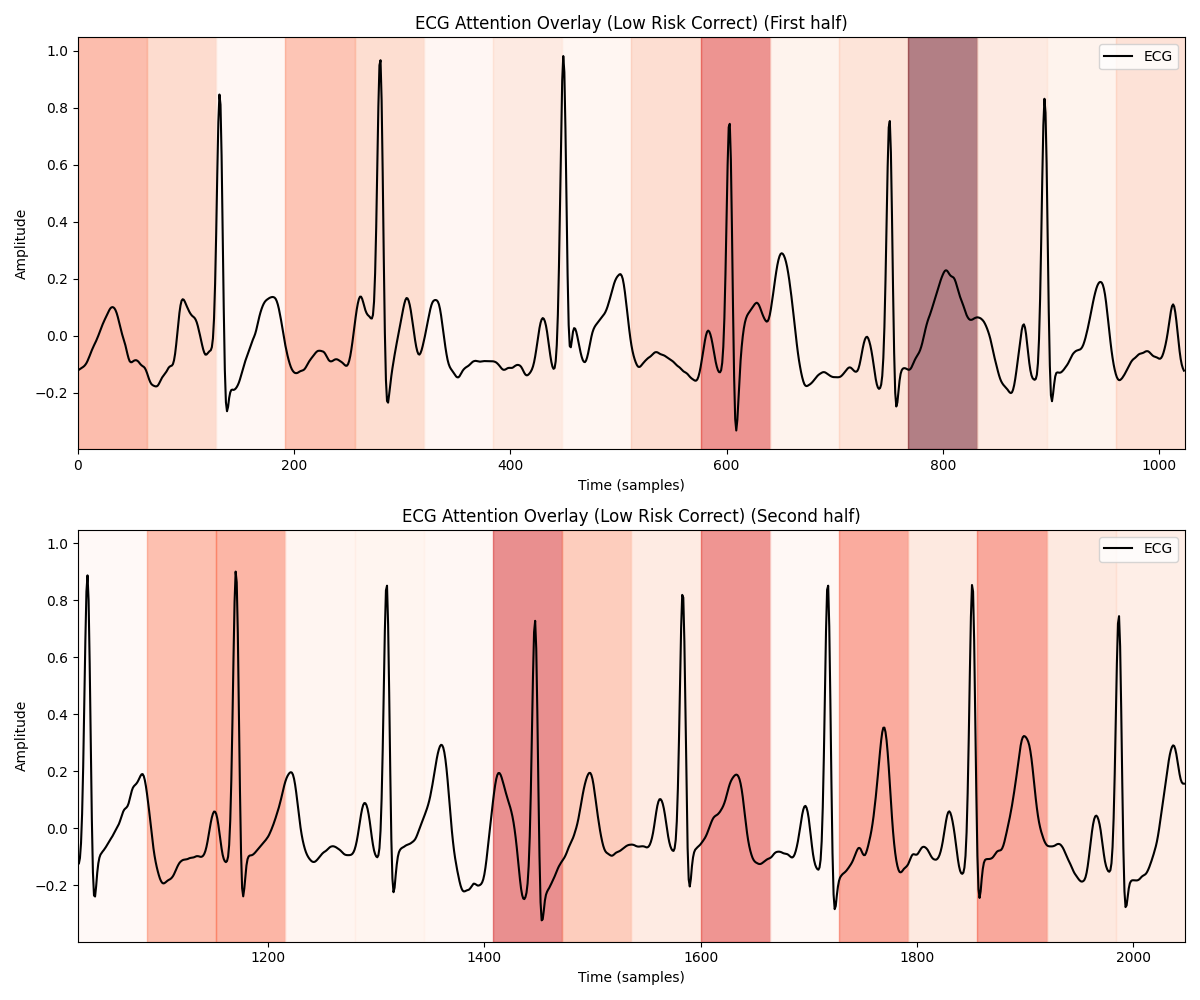 ECG Attention Overlay (Low Risk Correct) (First half)
1.0
0.8
0.6
0.4
0.2
0.0
−0.2
Amplitude
ECG
0 200 400 600 800 1000
Time (samples)
ECG Attention Overlay (Low Risk Correct) (Second half)
1.0
0.8
0.6
0.4
0.2
0.0
−0.2
Amplitude
ECG
1200 1400 1600 1800 2000
Time (samples)